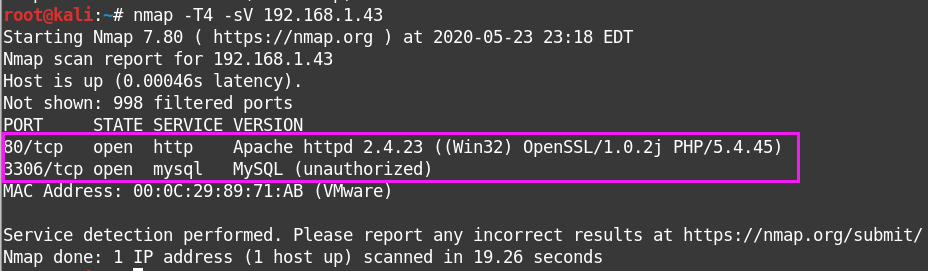 root@kali:~# nmap -T4 -sV 192.168.1.43
Starting Nmap 7.80 ( https://nmap.org ) at 2020-05-23 23:18 EDT
Nmap scan report for 192.168.1.43
Host is up (0.00046s latency).
Not shown: 998 filtered ports
PORT     STATE SERVICE VERSION
80/tcp   open  http    Apache httpd 2.4.23 ((Win32) OpenSSL/1.0.2j PHP/5.4.45)
3306/tcp open  mysql   MySQL (unauthorized)
MAC Address: 00:0C:29:89:71:AB (VMware)
Service detection performed. Please report any incorrect results at https://nmap.org/submit/
Nmap done: 1 IP address (1 host up) scanned in 19.26 seconds